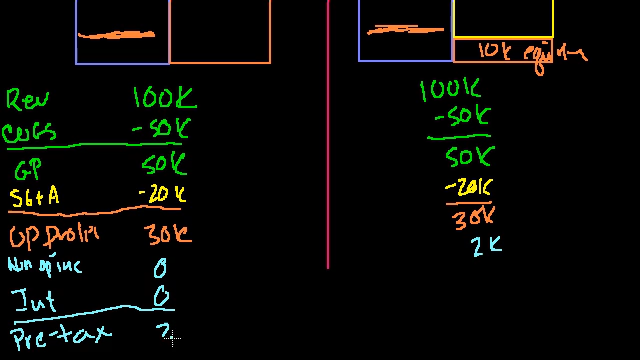 10K equity
Rev 100K
COGS -50K
GP 50K
SG+A -20K
Op profit 30K
Non op inc 0
Int 0
Pre-tax 3
100K
-50K
50K
-20K
30K
2K